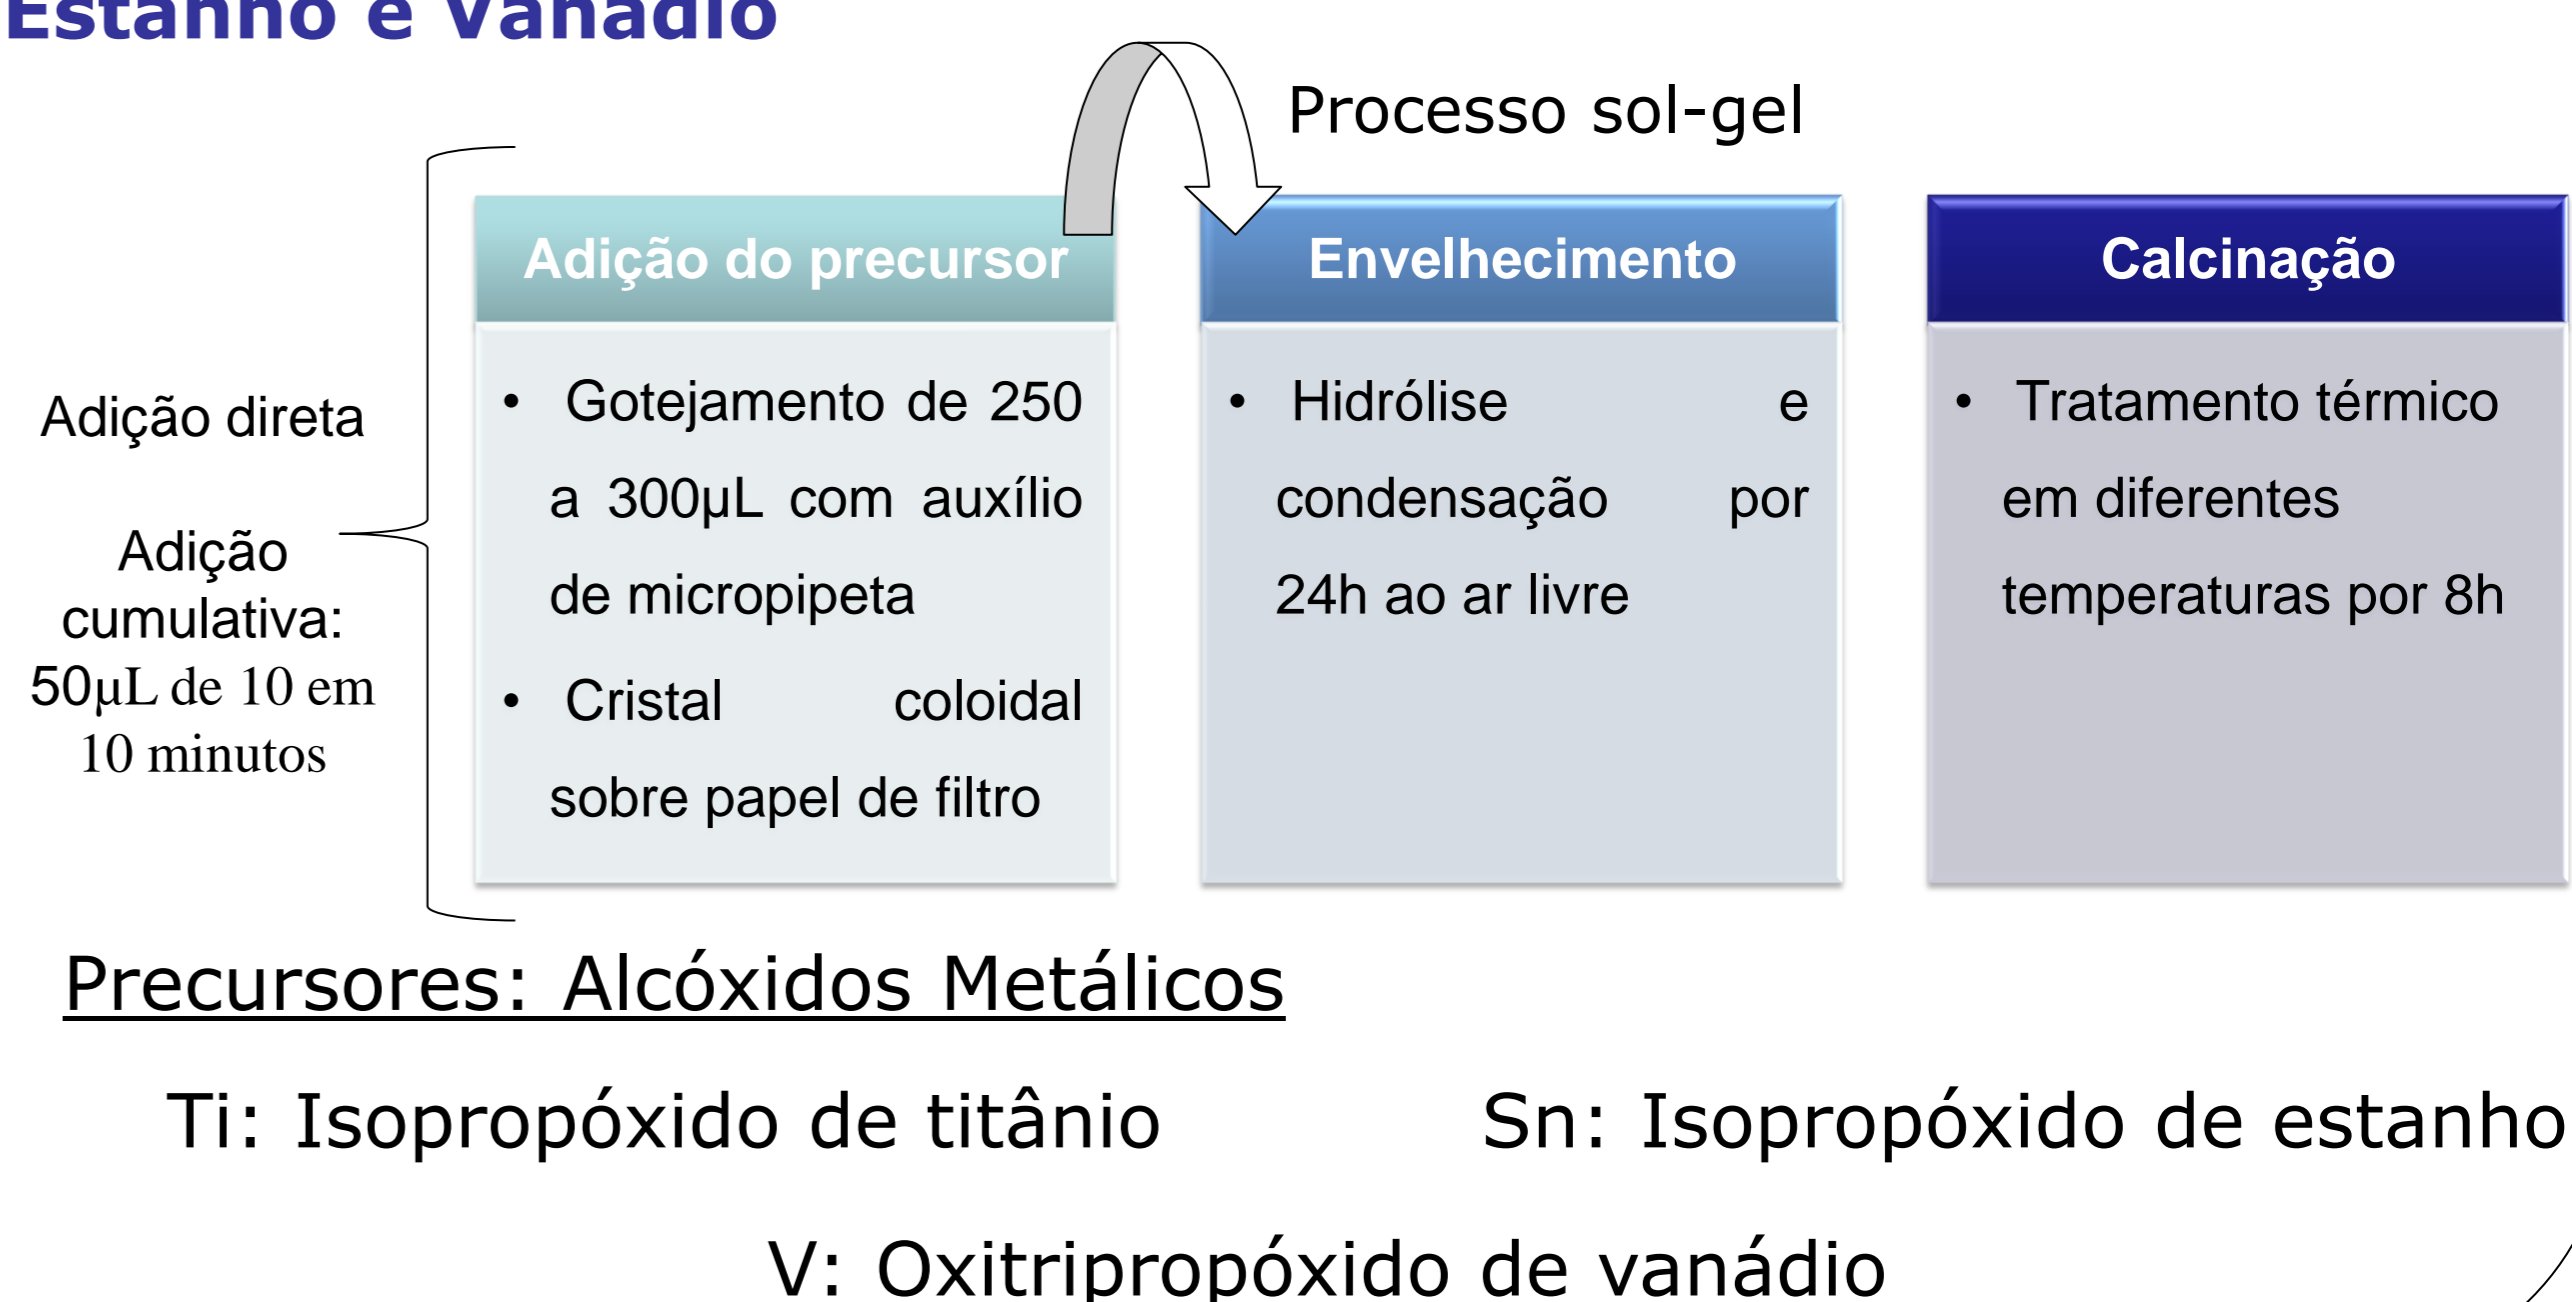 Estanho e Vanádio
Processo sol-gel
Adição direta
Adição
cumulativa:
50µL de 10 em
10 minutos
Adição do precursor
• Gotejamento de 250
a 300µL com auxílio
de micropipeta
• Cristal coloidal
sobre papel de filtro
Envelhecimento
• Hidrólise e
condensação por
24h ao ar livre
Calcinação
• Tratamento térmico
em diferentes
temperaturas por 8h
Precursores: Alcóxidos Metálicos
Ti: Isopropóxido de titânio
Sn: Isopropóxido de estanho
V: Oxitripropóxido de vanádio